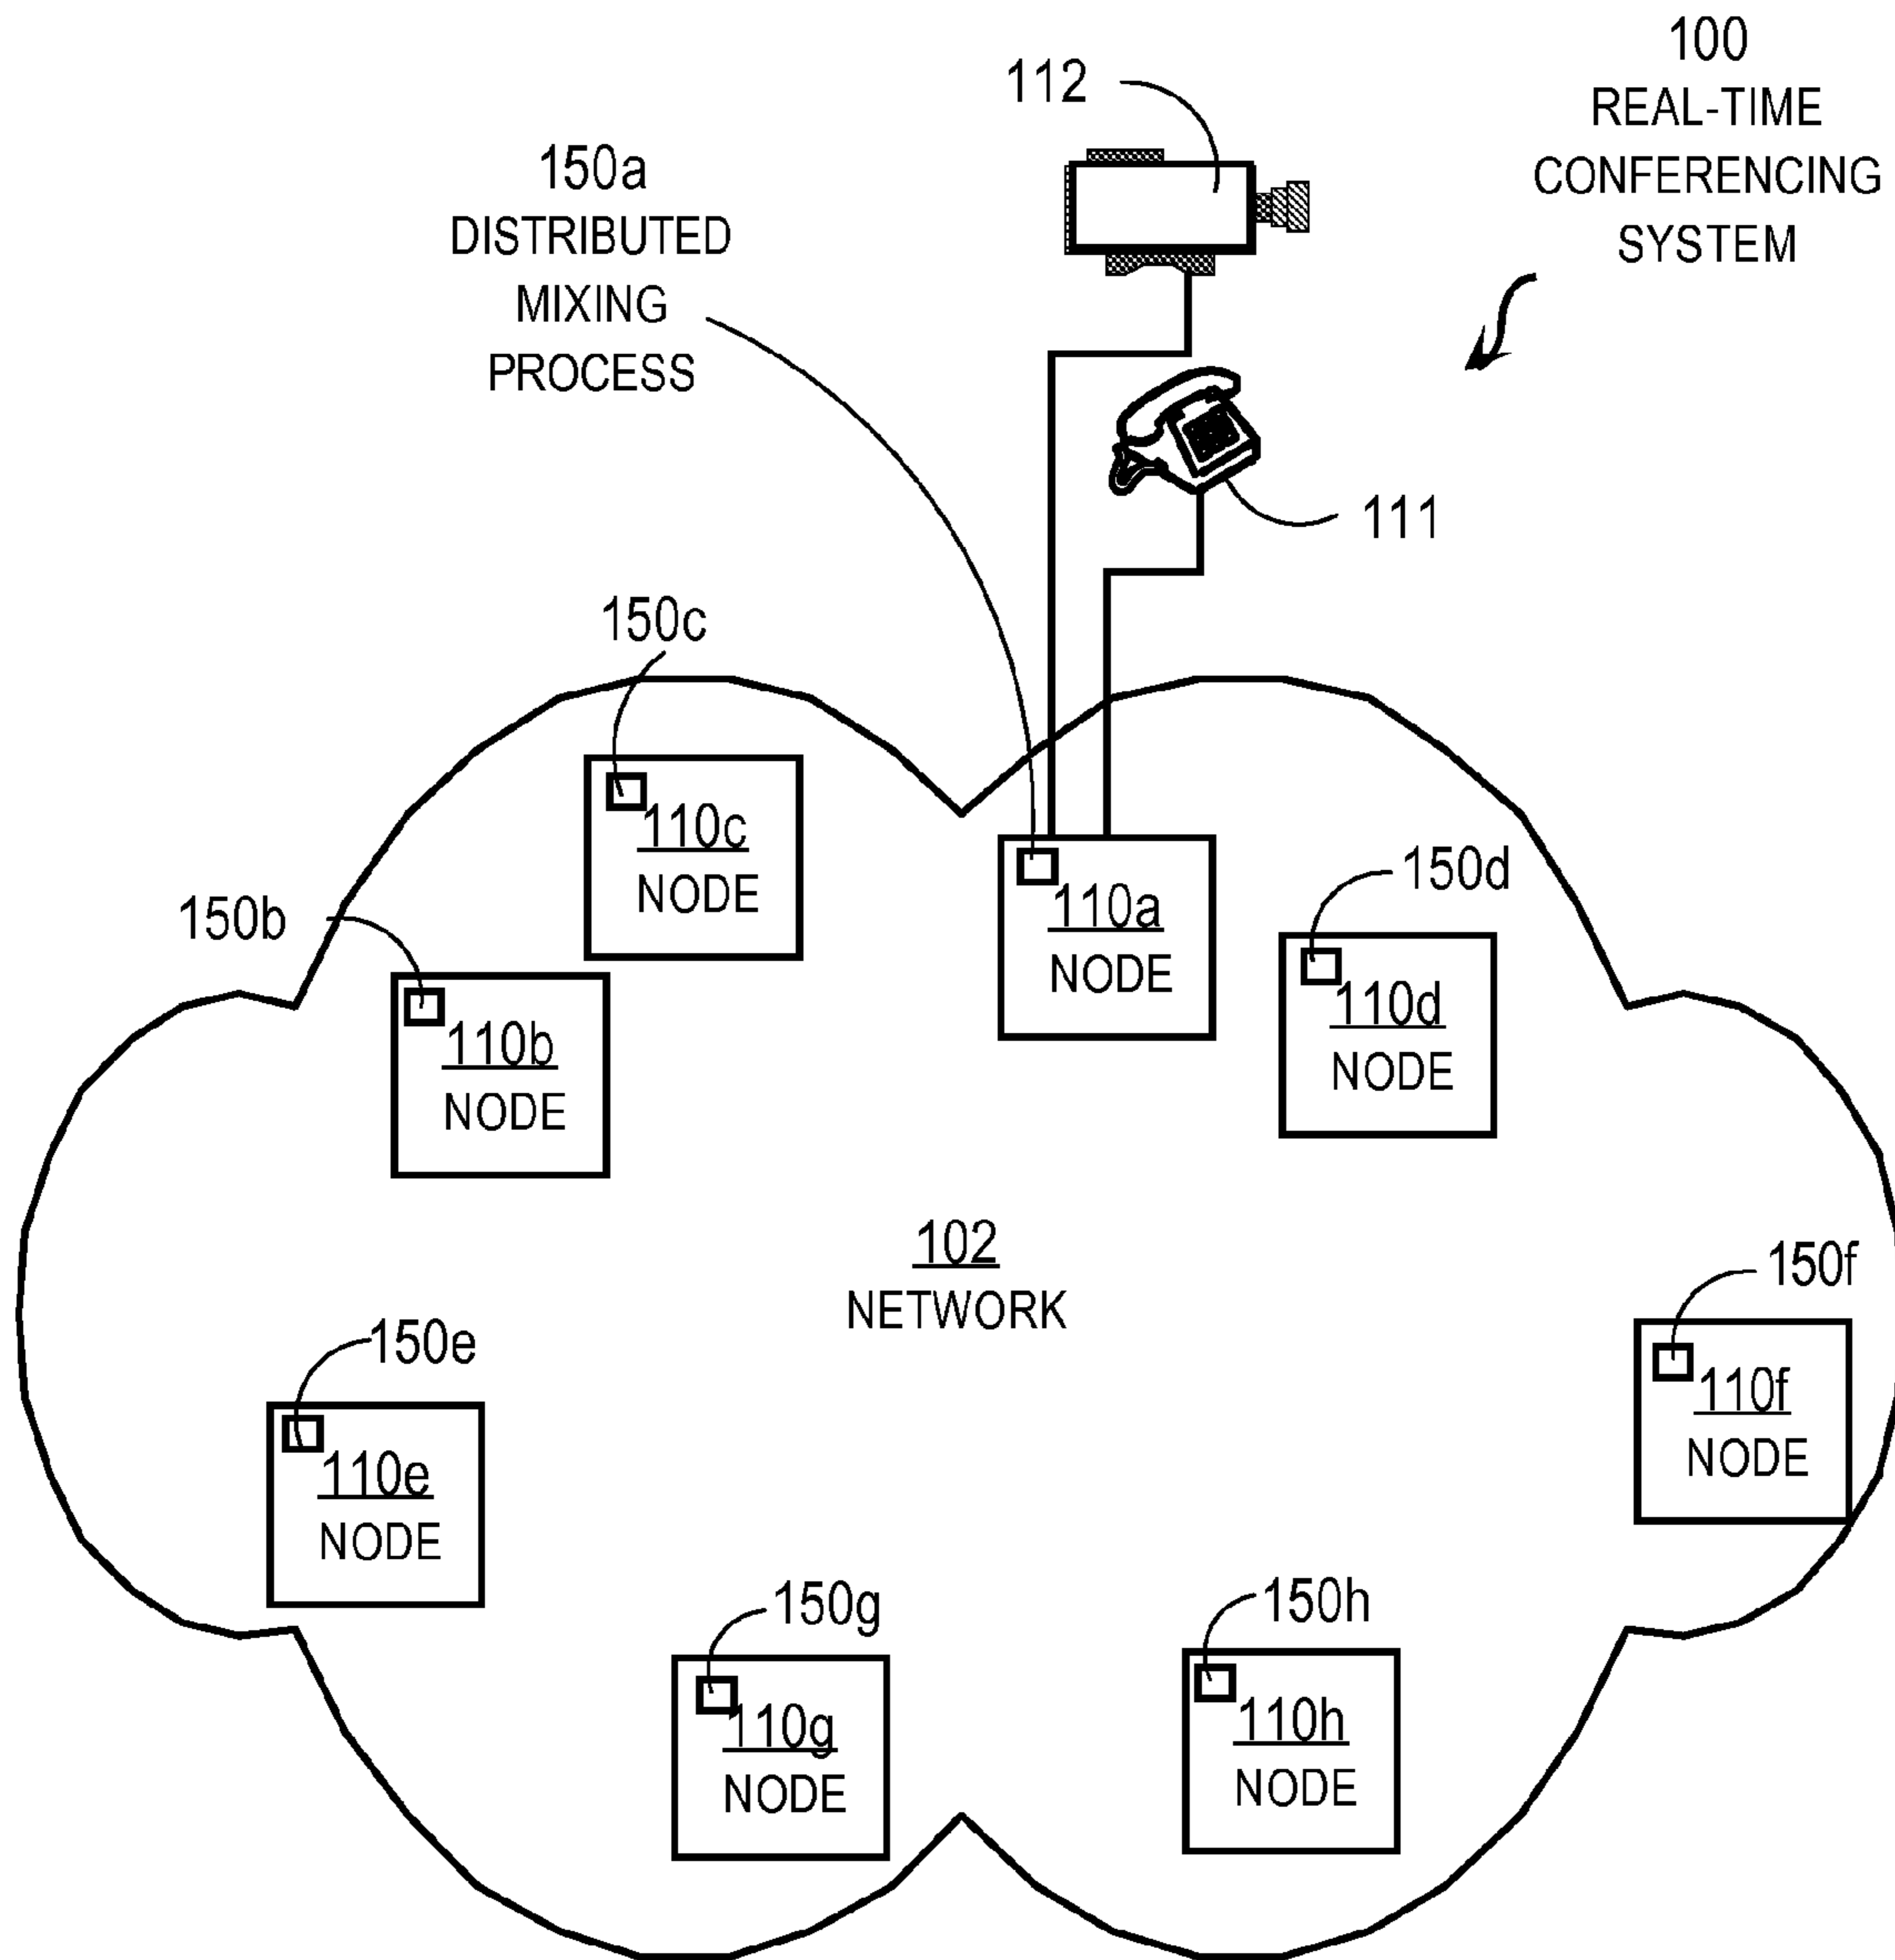 100
REAL-TIME
CONFERENCING
SYSTEM
112
150a
DISTRIBUTED
MIXING
PROCESS
111
150c
110c
NODE
110a
NODE
150d
150b
110d
NODE
110b
NODE
102
NETWORK
150f
150e
110f
NODE
110e
NODE
150g
150h
110g
NODE
110h
NODE